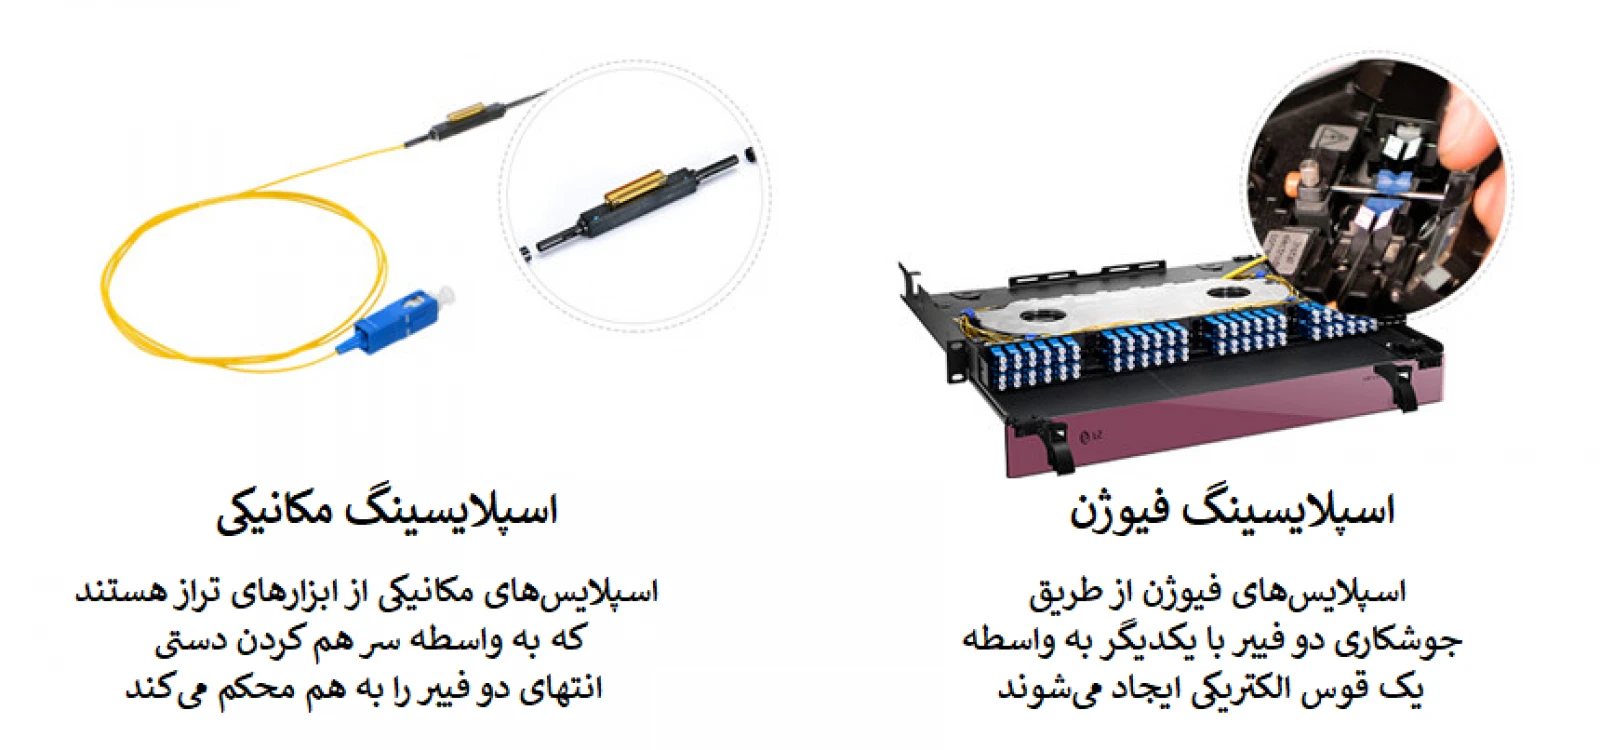 اسپلایسینگ فیوژن
اسپلایس‌های فیوژن از طریق
جوشکاری دو فیبر با یکدیگر به واسطه
یک قوس الکتریکی ایجاد می‌شوند
اسپلایسینگ مکانیکی
اسپلایس‌های مکانیکی از ابزارهای تراز هستند
که به واسطه سر هم کردن دستی
انتهای دو فیبر را به هم محکم می‌کند